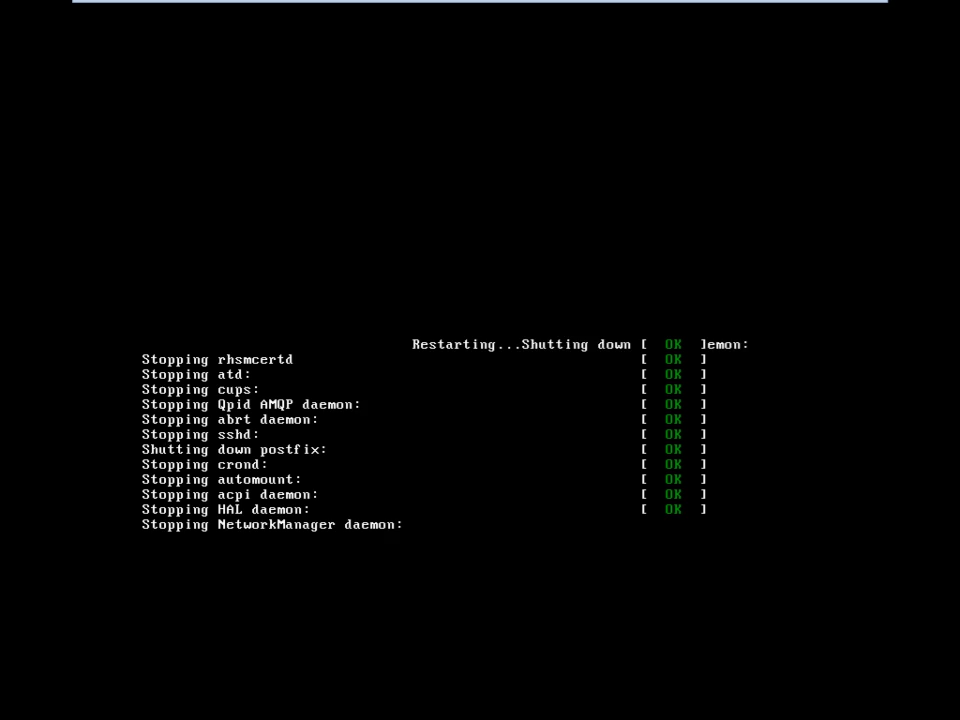 Restarting...Shutting down [  OK  ]emon:
Stopping rhsmcertd [  OK  ]
Stopping atd: [  OK  ]
Stopping cups: [  OK  ]
Stopping Qpid AMQP daemon: [  OK  ]
Stopping abrt daemon: [  OK  ]
Stopping sshd: [  OK  ]
Shutting down postfix: [  OK  ]
Stopping crond: [  OK  ]
Stopping automount: [  OK  ]
Stopping acpi daemon: [  OK  ]
Stopping HAL daemon: [  OK  ]
Stopping NetworkManager daemon: